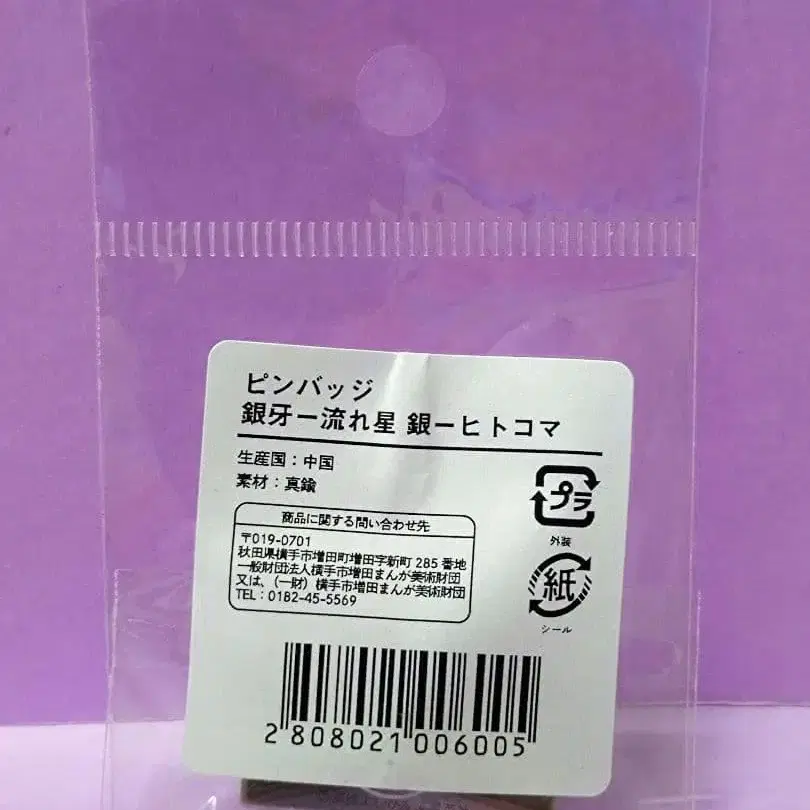 ピンバッジ
銀牙ー流れ星 銀ーヒトコマ
生産国：中国
素材：真鍮
商品に関する問い合わせ先
〒019-0701
秋田県横手市増田町増田字新町 285 番地
一般財団法人横手市増田まんが美術財団
又は、（一財）横手市増田まんが美術財団
TEL：0182-45-5569
プラ
外装
紙
シール
2 808021 006005